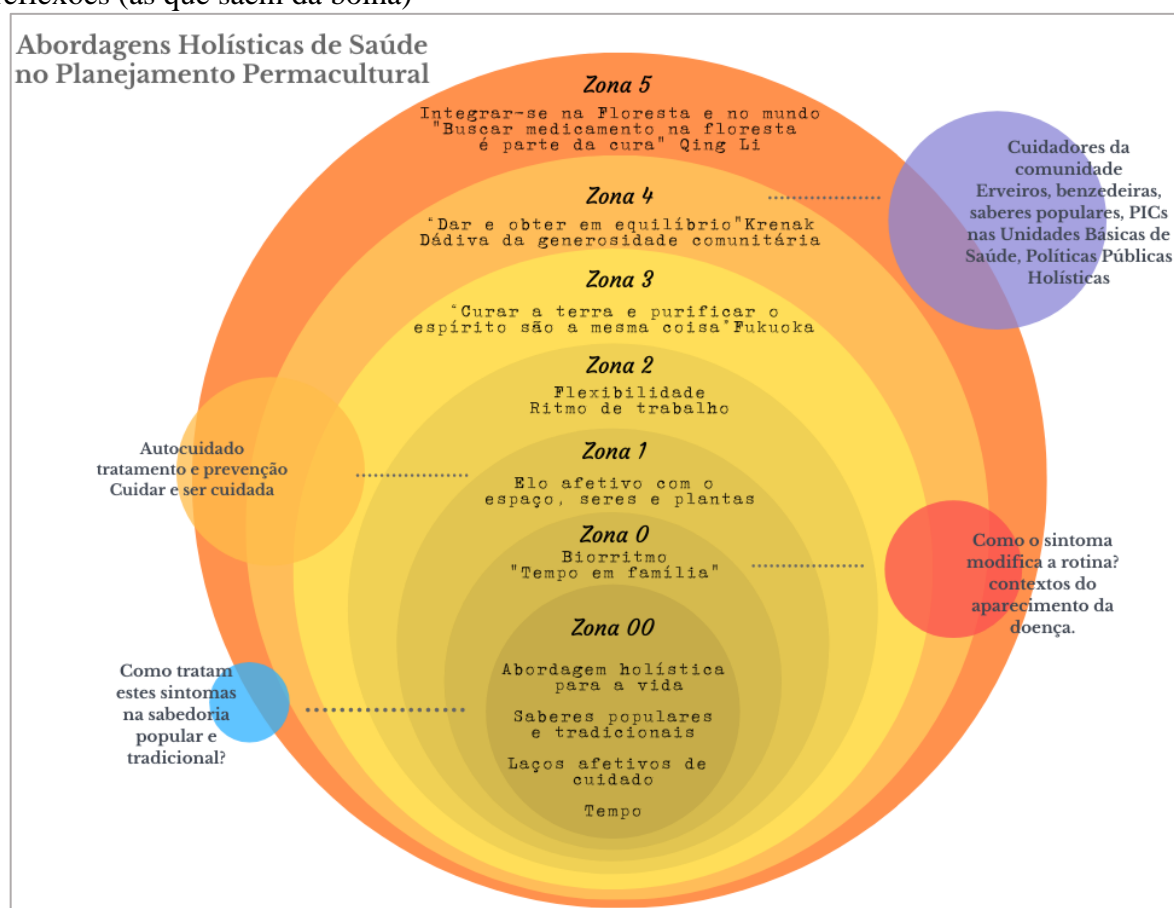 reflexões (as que saem da bolha)
Abordagens Holísticas de Saúde
no Planejamento Permacultural
Zona 5
Integrar-se na Floresta e no mundo
"Buscar medicamento na floresta
é parte da cura" Qing Li
Cuidadores da
comunidade
Erveiros, benzedeiras,
saberes populares, PICs
nas Unidades Básicas de
Saúde, Políticas Públicas
Holísticas
Zona 4
"Dar e obter em equilíbrio"Krenak
Dádiva da generosidade comunitária
Zona 3
"Curar a terra e purificar o
espírito são a mesma coisa"Fukuoka
Zona 2
Flexibilidade
Ritmo de trabalho
Autocuidado
tratamento e prevenção
Cuidar e ser cuidada
Zona 1
Elo afetivo com o
espaço, seres e plantas
Zona 0
Biorritmo
"Tempo em família"
Como o sintoma
modifica a rotina?
contextos do
aparecimento da
doença.
Zona 00
Abordagem holística
para a vida
Saberes populares
e tradicionais
Laços afetivos de
cuidado
Tempo
Como tratam
estes sintomas
na sabedoria
popular e
tradicional?